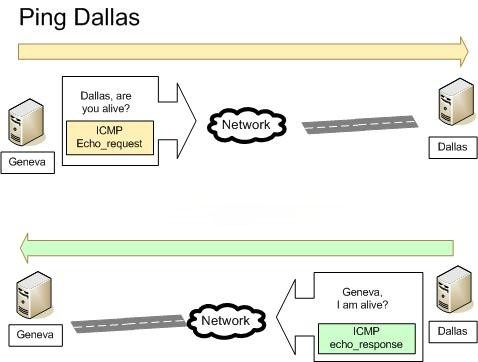 Ping Dallas
Dallas, are
you alive?
ICMP
Echo_request
Network
Geneva
Dallas
Geneva,
I am alive?
ICMP
echo_response
Network
Geneva
Dallas